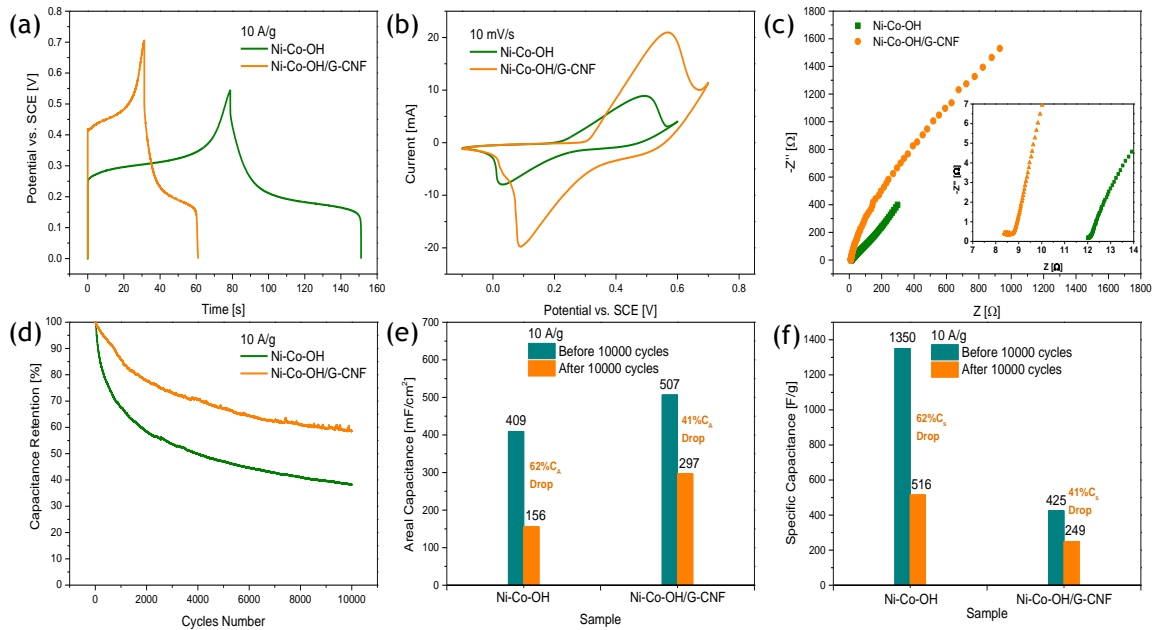 (a)
10 A/g
Ni-Co-OH
Ni-Co-OH/G-CNF
Potential vs. SCE [V]
0.8
0.7
0.6
0.5
0.4
0.3
0.2
0.1
0.0
0 20 40 60 80 100 120 140 160
Time [s]
(b)
10 mV/s
Ni-Co-OH
Ni-Co-OH/G-CNF
Current [mA]
20
10
0
-10
-20
0.0 0.2 0.4 0.6 0.8
Potential vs. SCE [V]
(c)
Ni-Co-OH
Ni-Co-OH/G-CNF
-Z'' [Ω]
-1800
-1600
-1400
-1200
-1000
-800
-600
-400
-200
0
0 200 400 600 800 1000 1200 1400 1600 1800
Z [Ω]
-Z'' [Ω]
7
6
5
4
3
2
1
0
7 8 9 10 11 12 13 14
Z [Ω]
(d)
10 A/g
Ni-Co-OH
Ni-Co-OH/G-CNF
Capacitance Retention [%]
100
90
80
70
60
50
40
30
20
10
0
0 2000 4000 6000 8000 10000
Cycles Number
(e)
10 A/g
Before 10000 cycles
After 10000 cycles
Areal Capacitance [mF/cm²]
700
600
500
400
300
200
100
0
409
62%C_A
Drop
156
507
41%C_A
Drop
297
Ni-Co-OH Ni-Co-OH/G-CNF
Sample
(f)
10 A/g
Before 10000 cycles
After 10000 cycles
Specific Capacitance [F/g]
1400
1200
1000
800
600
400
200
0
1350
62%C_s
Drop
516
425
41%C_s
Drop
249
Ni-Co-OH Ni-Co-OH/G-CNF
Sample